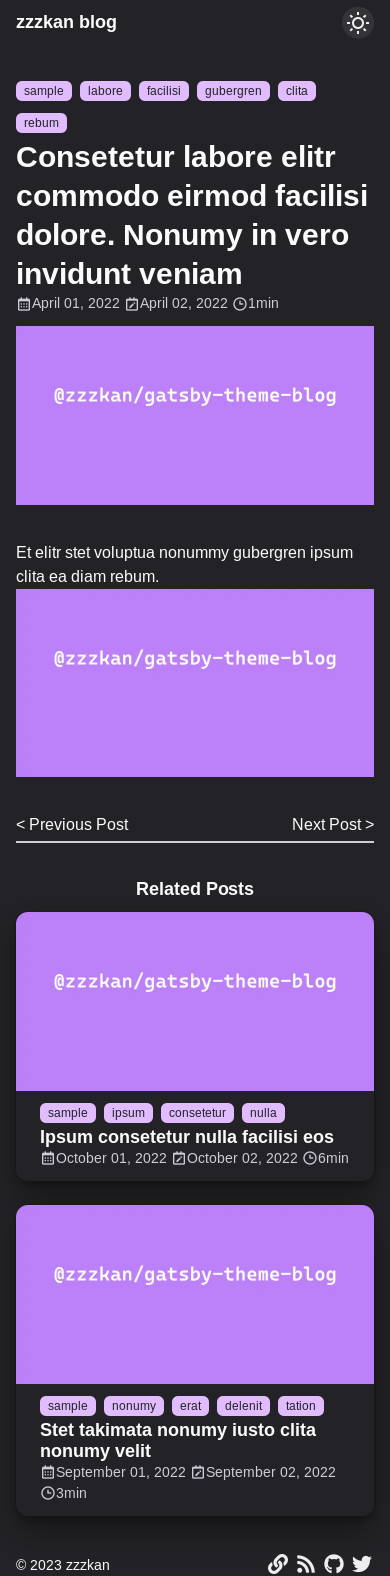 zzzkan blog
sample labore facilisi gubergren clita
rebum
Consetetur labore elitr
commodo eirmod facilisi
dolore. Nonumy in vero
invidunt veniam
April 01, 2022 April 02, 2022 1min
@zzzkan/gatsby-theme-blog
Et elitr stet voluptua nonummy gubergren ipsum
clita ea diam rebum.
@zzzkan/gatsby-theme-blog
< Previous Post Next Post >
Related Posts
@zzzkan/gatsby-theme-blog
sample ipsum consetetur nulla
Ipsum consetetur nulla facilisi eos
October 01, 2022 October 02, 2022 6min
@zzzkan/gatsby-theme-blog
sample nonumy erat delenit tation
Stet takimata nonumy iusto clita
nonumy velit
September 01, 2022 September 02, 2022
3min
© 2023 zzzkan